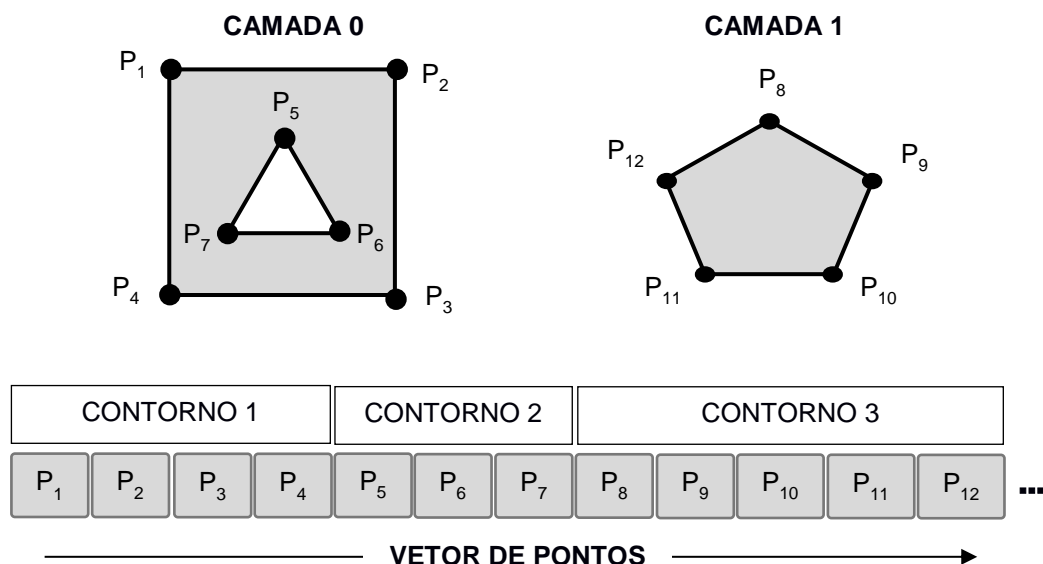 CAMADA 0
CAMADA 1
P1
P2
P5
P7
P6
P4
P3
P8
P12
P9
P11
P10
CONTORNO 1
CONTORNO 2
CONTORNO 3
P1 P2 P3 P4 P5 P6 P7 P8 P9 P10 P11 P12 ...
VETOR DE PONTOS